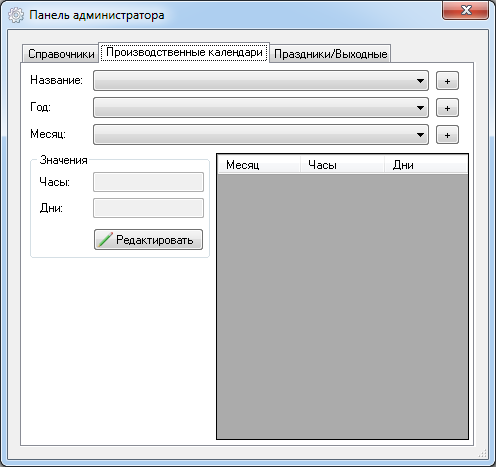 Панель администратора
Справочники Производственные календари Праздники/Выходные
Название: +
Год: +
Месяц: +
Значения
Часы:
Дни:
Редактировать
Месяц Часы Дни